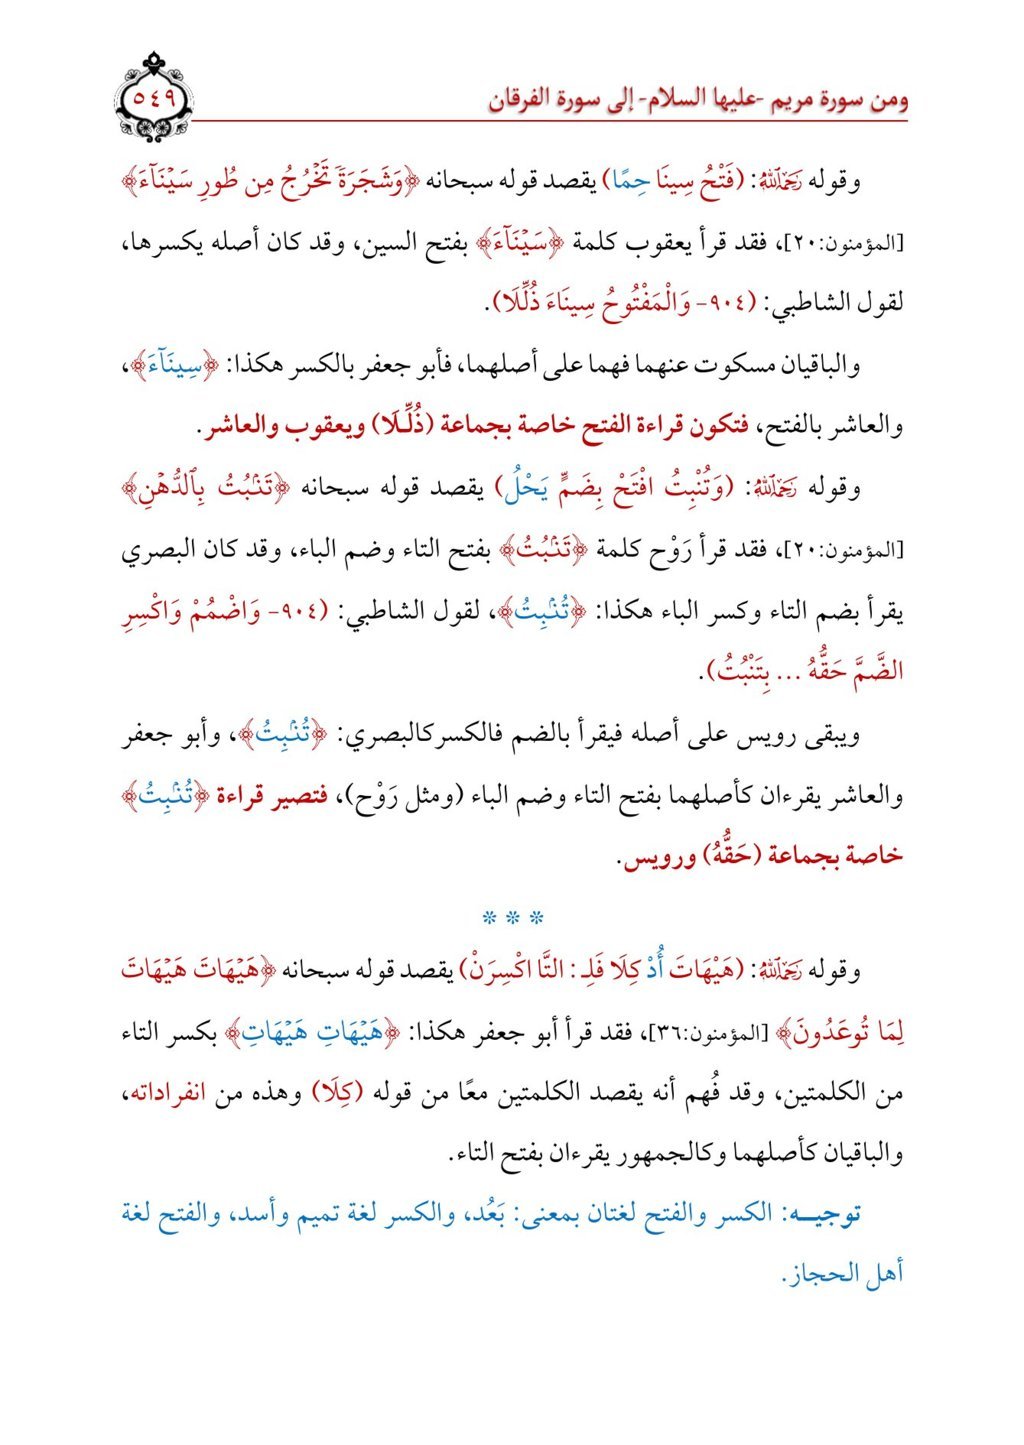 ومن سورة مريم -عليها السلام- إلى سورة الفرقان
٥٤٩
وقوله رَحِمَهُ اللَّهُ: (فَتْحُ سِينَا حِمًا) يقصد قوله سبحانه ﴿وَشَجَرَةً تَخْرُجُ مِن طُورِ سَيْنَآءَ﴾
[المؤمنون:٢٠]، فقد قرأ يعقوب كلمة ﴿سَيْنَآءَ﴾ بفتح السين، وقد كان أصله يكسرها،
لقول الشاطبي: (٩٠٤- وَالْمَفْتُوحُ سِينَاءَ ذُلِّلَا).
والباقيان مسكوت عنهما فهما على أصلهما، فأبو جعفر بالكسر هكذا: ﴿سِينَآءَ﴾،
والعاشر بالفتح، فتكون قراءة الفتح خاصة بجماعة (ذُلِّلَا) ويعقوب والعاشر.
وقوله رَحِمَهُ اللَّهُ: (وَتُنْبِتُ افْتَحْ بِضَمٍّ يَحْلُ) يقصد قوله سبحانه ﴿تَنۢبُتُ بِٱلدُّهْنِ﴾
[المؤمنون:٢٠]، فقد قرأ رَوْح كلمة ﴿تَنۢبُتُ﴾ بفتح التاء وضم الباء، وقد كان البصري
يقرأ بضم التاء وكسر الباء هكذا: ﴿تُنۢبِتُ﴾، لقول الشاطبي: (٩٠٤- وَاضْمُمْ وَاكْسِرِ
الضَّمَّ حَقُّهُ ... بِتَنْبُتُ).
ويبقى رويس على أصله فيقرأ بالضم فالكسر كالبصري: ﴿تُنۢبِتُ﴾، وأبو جعفر
والعاشر يقرءان كأصلهما بفتح التاء وضم الباء (ومثل رَوْح)، فتصير قراءة ﴿تُنۢبِتُ﴾
خاصة بجماعة (حَقُّهُ) ورويس.
* * *
وقوله رَحِمَهُ اللَّهُ: (هَيْهَاتَ أُدْ كِلَا فَلِـ : التَّا اكْسِرَنْ) يقصد قوله سبحانه ﴿هَيْهَاتَ هَيْهَاتَ
لِمَا تُوعَدُونَ﴾ [المؤمنون:٣٦]، فقد قرأ أبو جعفر هكذا: ﴿هَيْهَاتِ هَيْهَاتِ﴾ بكسر التاء
من الكلمتين، وقد فُهم أنه يقصد الكلمتين معًا من قوله (كِلَا) وهذه من انفراداته،
والباقيان كأصلهما وكالجمهور يقرءان بفتح التاء.
توجيـــه: الكسر والفتح لغتان بمعنى: بَعُد، والكسر لغة تميم وأسد، والفتح لغة
أهل الحجاز.